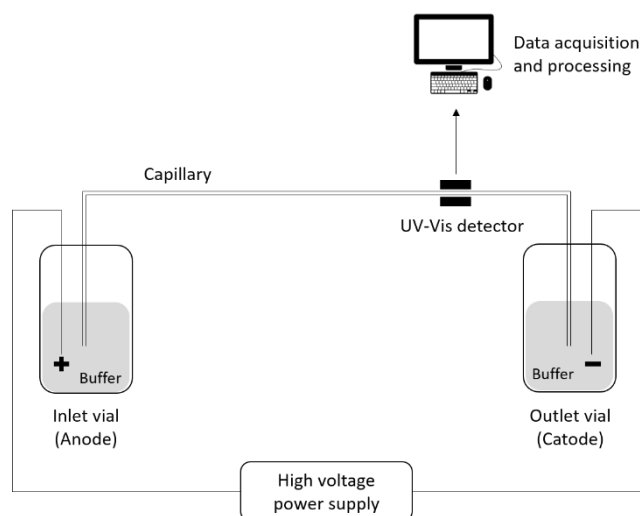 Data acquisition
and processing
Capillary
UV-Vis detector
+
Buffer
Inlet vial
(Anode)
Buffer
−
Outlet vial
(Catode)
High voltage
power supply